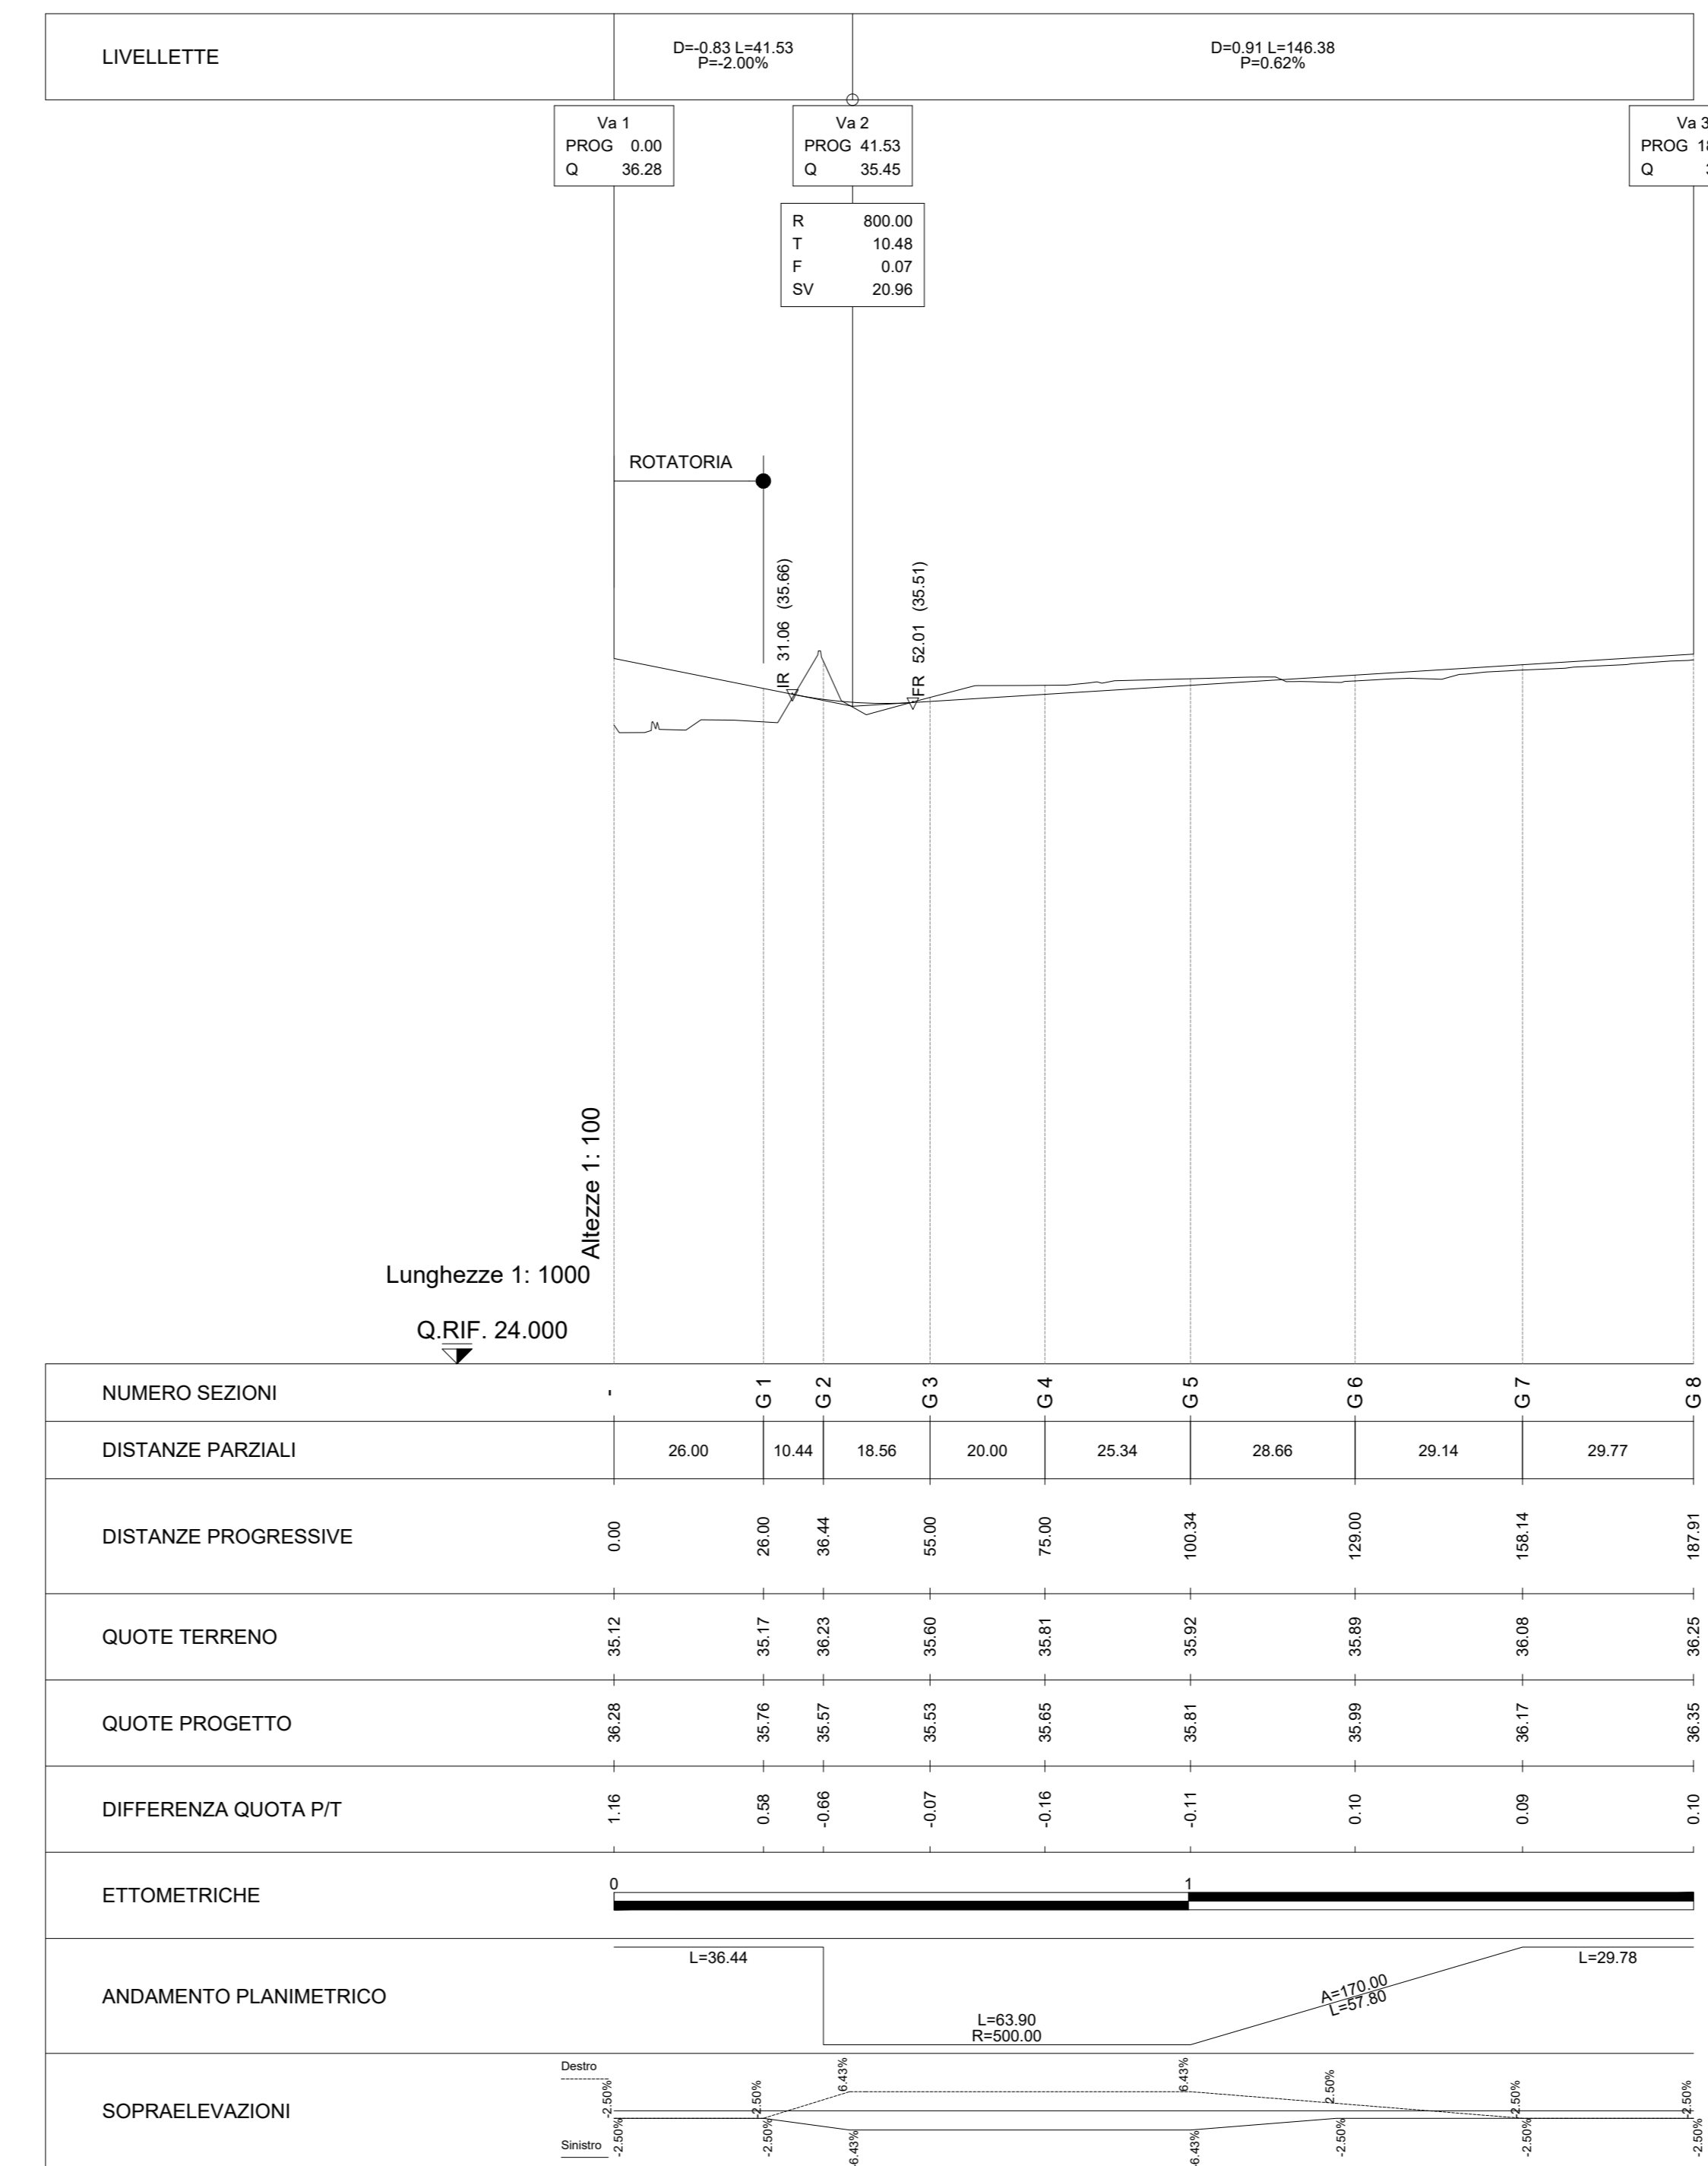 LIVELLETTE
D=-0.83 L=41.53
P=-2.00%
D=0.91 L=146.38
P=0.62%
Va 1
PROG 0.00
Q 36.28
Va 2
PROG 41.53
Q 35.45
Va 3
PROG 18
Q 3
R 800.00
T 10.48
F 0.07
SV 20.96
ROTATORIA
IR 31.06 (35.66)
FR 52.01 (35.51)
Altezze 1: 100
Lunghezze 1: 1000
Q.RIF. 24.000
NUMERO SEZIONI - G 1 G 2 G 3 G 4 G 5 G 6 G 7 G 8
DISTANZE PARZIALI 26.00 10.44 18.56 20.00 25.34 28.66 29.14 29.77
DISTANZE PROGRESSIVE 0.00 26.00 36.44 55.00 75.00 100.34 129.00 158.14 187.91
QUOTE TERRENO 35.12 35.17 36.23 35.60 35.81 35.92 35.89 36.08 36.25
QUOTE PROGETTO 36.28 35.76 35.57 35.53 35.65 35.81 35.99 36.17 36.35
DIFFERENZA QUOTA P/T 1.16 0.58 -0.66 -0.07 -0.16 -0.11 0.10 0.09 0.10
ETTOMETRICHE 0 1
ANDAMENTO PLANIMETRICO
L=36.44
L=63.90
R=500.00
A=170.00
L=57.80
L=29.78
SOPRAELEVAZIONI
Destro
-2.50% -2.50% 6.43% 6.43% 2.50% -2.50% -2.50%
Sinistro
-2.50% -2.50% -6.43% -6.43% -2.50% -2.50% -2.50%